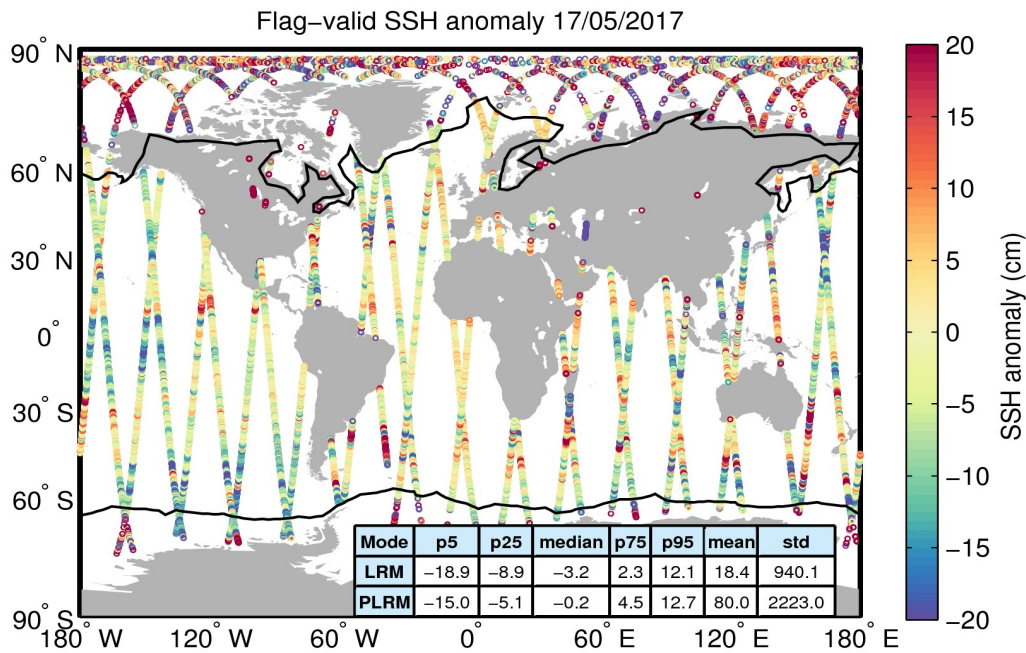 Flag−valid SSH anomaly 17/05/2017
90° N
60° N
30° N
0°
30° S
60° S
90° S
180° W
120° W
60° W
0°
60° E
120° E
180° E
Mode p5 p25 median p75 p95 mean std
LRM −18.9 −8.9 −3.2 2.3 12.1 18.4 940.1
PLRM −15.0 −5.1 −0.2 4.5 12.7 80.0 2223.0
20
15
10
5
0
−5
−10
−15
−20
SSH anomaly (cm)